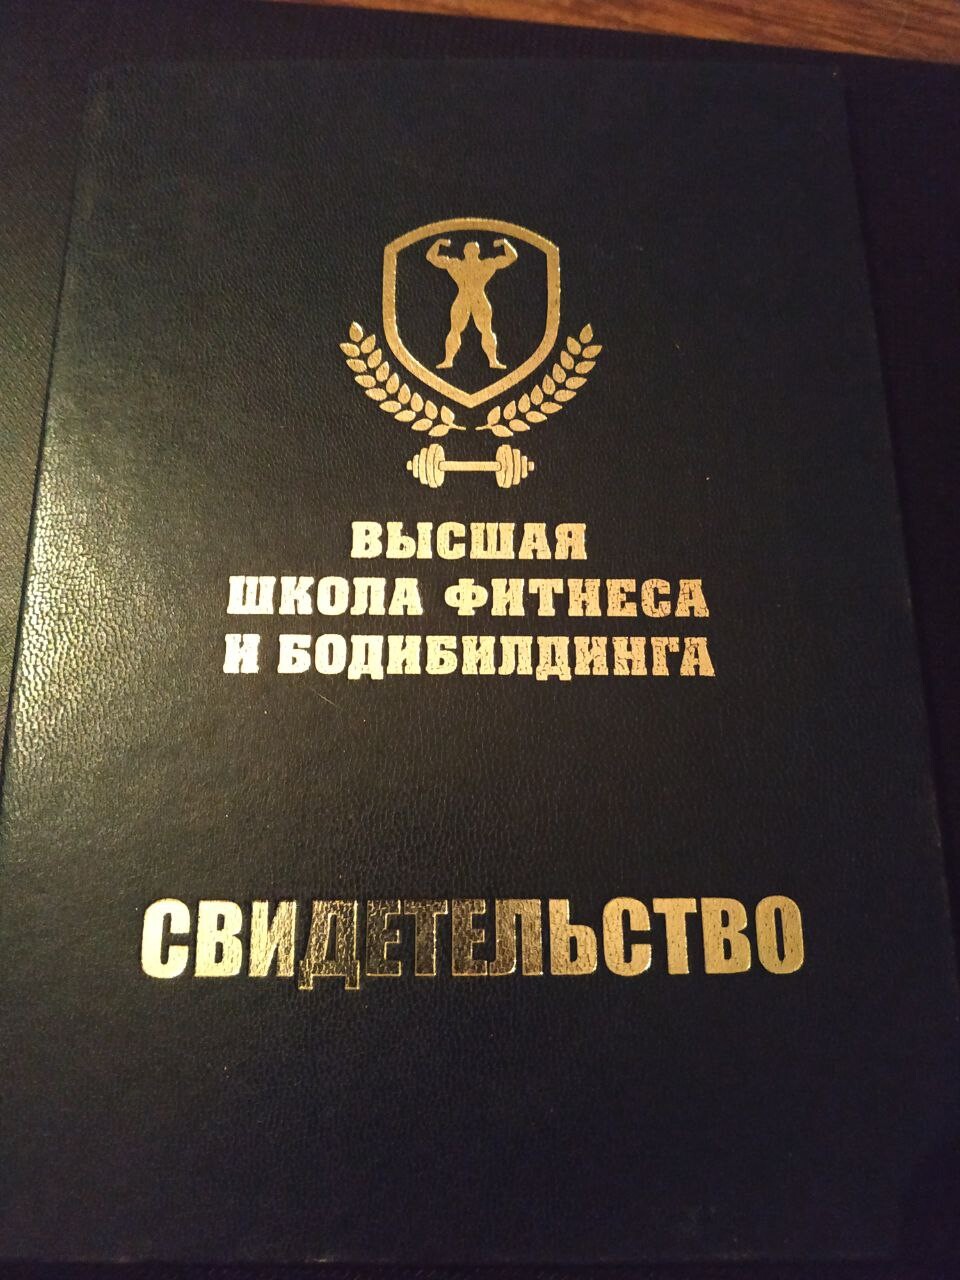 ВЫСШАЯ
ШКОЛА ФИТНЕСА
И БОДИБИЛДИНГА
СВИДЕТЕЛЬСТВО